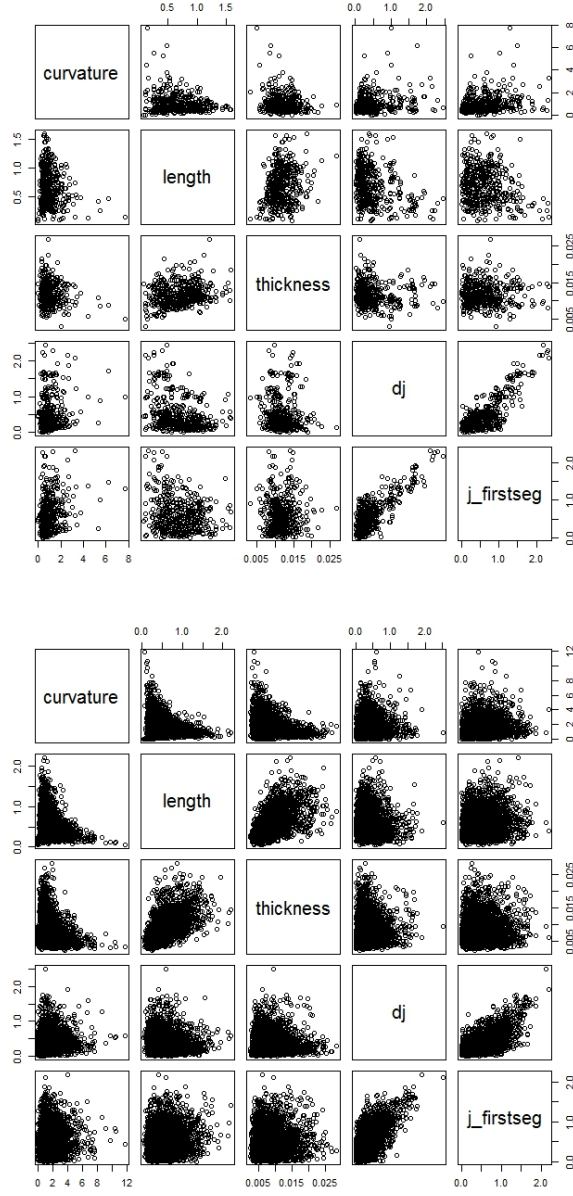 0.5 1.0 1.5 0.0 1.0 2.0
curvature 0 2 4 6 8
0.5 1.0 1.5 length
thickness 0.005 0.015 0.025
0.0 1.0 2.0 dj
j_firstseg 0.0 1.0 2.0
0 2 4 6 8 0.005 0.015 0.025 0.0 1.0 2.0
0.0 1.0 2.0 0.0 1.0 2.0
curvature 0 2 4 6 8 12
0.0 1.0 2.0 length
thickness 0.005 0.015 0.025
0.0 1.0 2.0 dj
j_firstseg 0.0 1.0 2.0
0 2 4 6 8 12 0.005 0.015 0.025 0.0 1.0 2.0